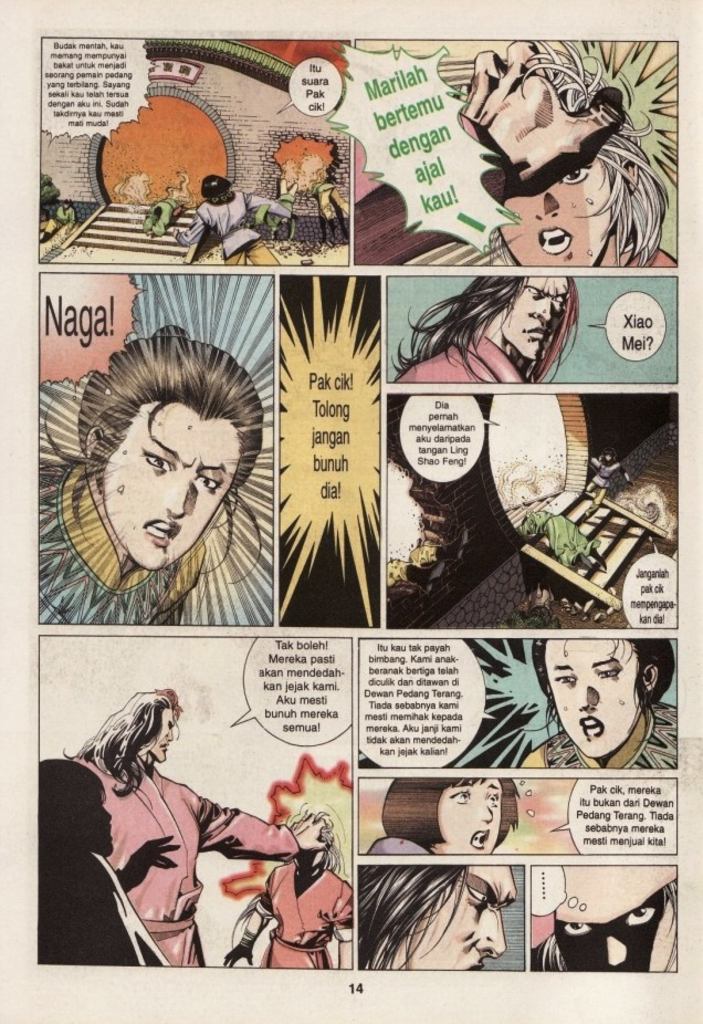 Budak mentah, kau
memang mempunyai
bakat untuk menjadi
seorang pemain pedang
yang terbilang. Sayang
sekali kau telah tersua
dengan aku ini. Sudah
takdirnya kau mesti
mati muda!
Itu
suara
Pak
cik!
Marilah
bertemu
dengan
ajal
kau!
Naga!
Pak cik!
Tolong
jangan
bunuh
dia!
Xiao
Mei?
Dia
pernah
menyelamatkan
aku daripada
tangan Ling
Shao Feng!
Janganlah
pak cik
mempengapa-
kan dia!
Tak boleh!
Mereka pasti
akan mendedah-
kan jejak kami.
Aku mesti
bunuh mereka
semua!
Itu kau tak payah
bimbang. Kami anak-
beranak bertiga telah
diculik dan ditawan di
Dewan Pedang Terang.
Tiada sebabnya kami
mesti memihak kepada
mereka. Aku janji kami
tidak akan mendedah-
kan jejak kalian!
Pak cik, mereka
itu bukan dari Dewan
Pedang Terang. Tiada
sebabnya mereka
mesti menjual kita!
......
14